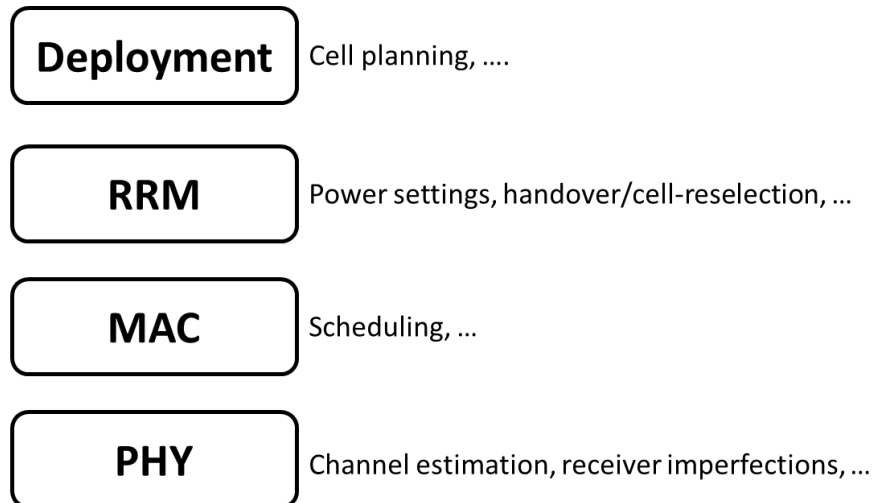 Deployment Cell planning, ....
RRM Power settings, handover/cell-reselection, ...
MAC Scheduling, ...
PHY Channel estimation, receiver imperfections, ...